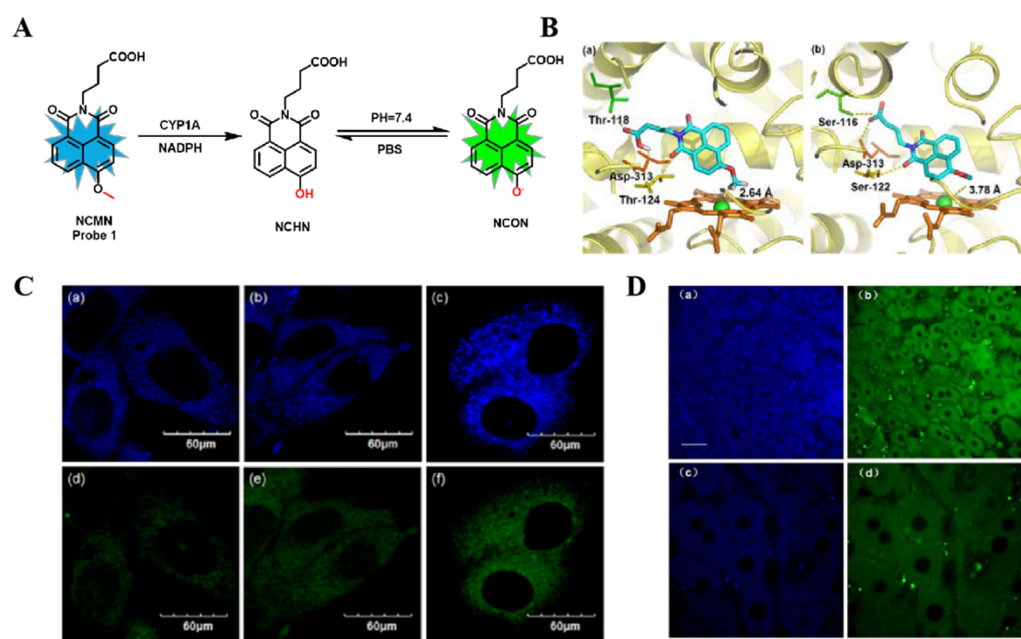 A
COOH
N
O
O
O
NCMN
Probe 1
CYP1A
NADPH
COOH
N
O
O
OH
NCHN
PH=7.4
PBS
COOH
N
O
O
O⁻
NCON
B
(a)
Thr-118
Asp-313
Thr-124
2.64 Å
(b)
Ser-116
Asp-313
Ser-122
3.78 Å
C
(a)
60μm
(b)
60μm
(c)
60μm
(d)
60μm
(e)
60μm
(f)
60μm
D
(a)
(b)
(c)
(d)